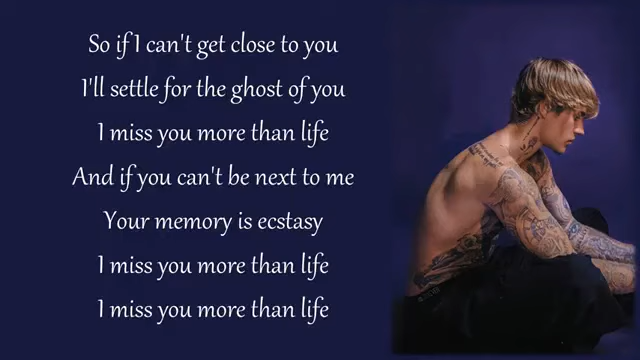 So if I can't get close to you
I'll settle for the ghost of you
I miss you more than life
And if you can't be next to me
Your memory is ecstasy
I miss you more than life
I miss you more than life